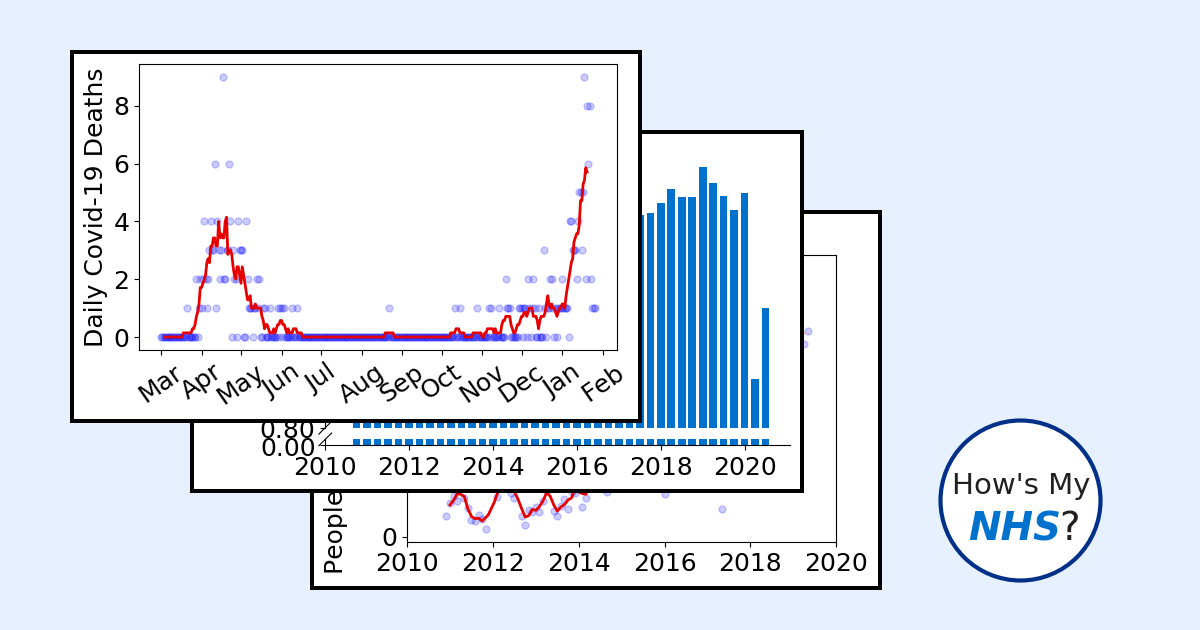 Daily Covid-19 Deaths
8
6
4
2
0
Mar Apr May Jun Jul Aug Sep Oct Nov Dec Jan Feb
0.80
0.00
2010 2012 2014 2016 2018 2020
People
0
2010 2012 2014 2016 2018 2020
How's My
NHS?